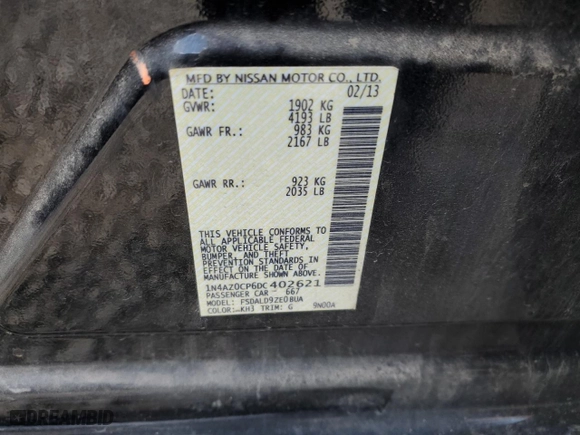 MFD BY NISSAN MOTOR CO., LTD.
DATE: 02/13
GVWR: 1902 KG
4193 LB
GAWR FR.: 983 KG
2167 LB
GAWR RR.: 923 KG
2035 LB
THIS VEHICLE CONFORMS TO
ALL APPLICABLE FEDERAL
MOTOR VEHICLE SAFETY,
BUMPER, AND THEFT
PREVENTION STANDARDS
IN EFFECT ON THE DATE OF
MANUFACTURE SHOWN ABOVE.
1N4AZ0CP6DC402621
PASSENGER CAR 667
MODEL: FSDALD9ZE0BUA
COLOR: KH3 TRIM: G 9N00A
DREAMBID